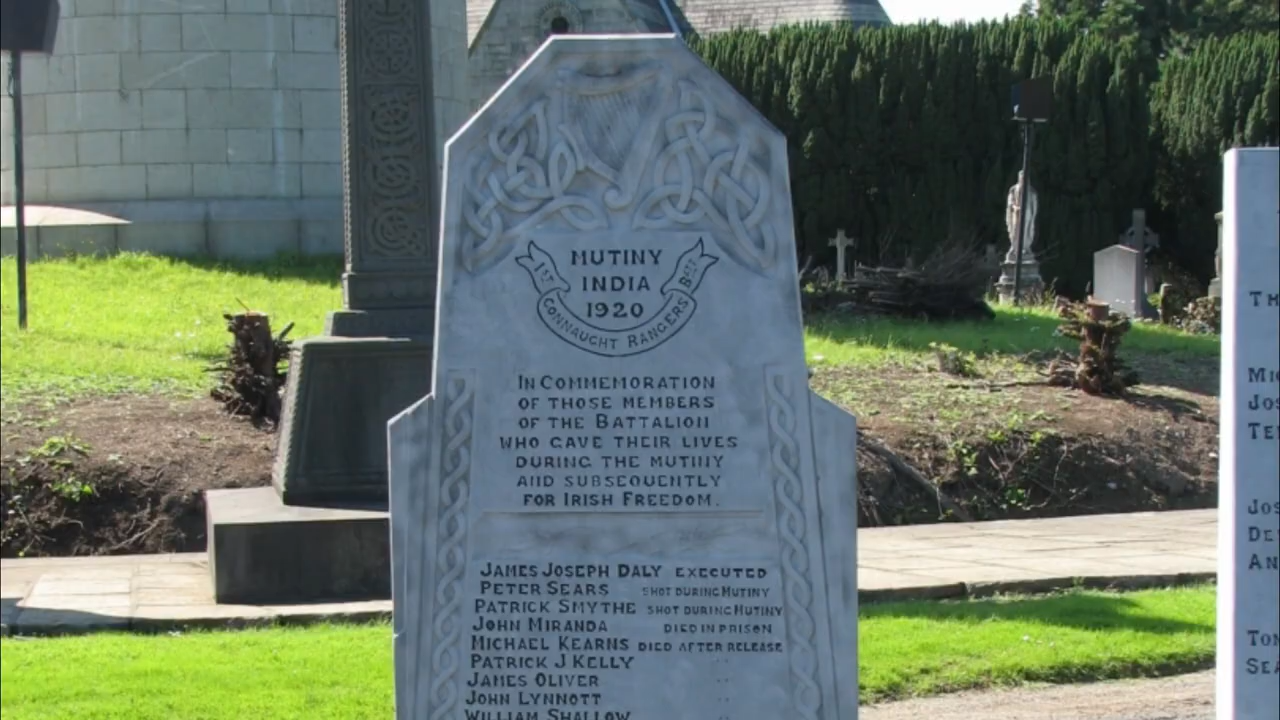 MUTINY
INDIA
1920
1ST CONNAUGHT RANGERS BATT
IN COMMEMORATION
OF THOSE MEMBERS
OF THE BATTALION
WHO GAVE THEIR LIVES
DURING THE MUTINY
AND SUBSEQUENTLY
FOR IRISH FREEDOM.
JAMES JOSEPH DALY EXECUTED
PETER SEARS SHOT DURING MUTINY
PATRICK SMYTHE SHOT DURING MUTINY
JOHN MIRANDA DIED IN PRISON
MICHAEL KEARNS DIED AFTER RELEASE
PATRICK J KELLY
JAMES OLIVER "
JOHN LYNNOTT "
WILLIAM SHALLOW "
TH
MIC
JOS
TE
JOS
DE
AN
TO
SEA